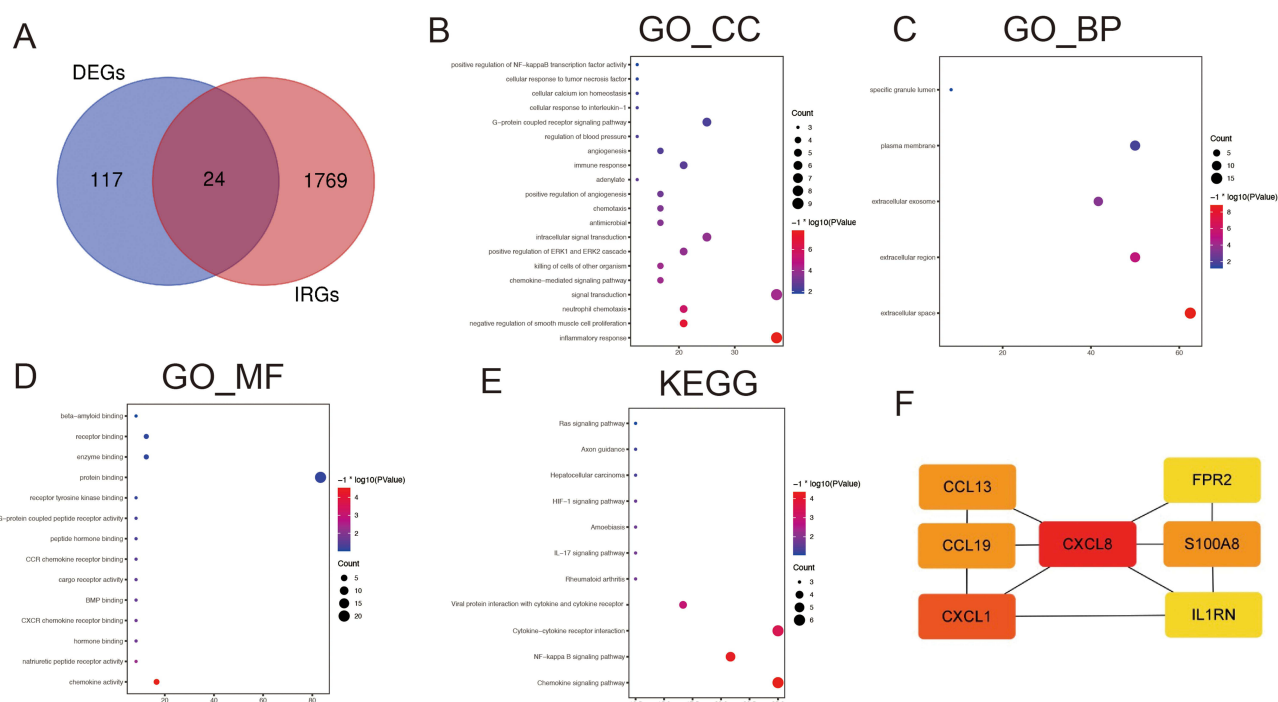 A
DEGs
117
24
1769
IRGs
B
GO_CC
positive regulation of NF-kappaB transcription factor activity
cellular response to tumor necrosis factor
cellular calcium ion homeostasis
cellular response to interleukin-1
G-protein coupled receptor signaling pathway
regulation of blood pressure
angiogenesis
immune response
adenylate
positive regulation of angiogenesis
chemotaxis
antimicrobial
intracellular signal transduction
positive regulation of ERK1 and ERK2 cascade
killing of cells of other organism
chemokine-mediated signaling pathway
signal transduction
neutrophil chemotaxis
negative regulation of smooth muscle cell proliferation
inflammatory response
20 30
Count
3
4
5
6
7
8
9
-1 * log10(PValue)
6
4
2
C
GO_BP
specific granule lumen
plasma membrane
extracellular exosome
extracellular region
extracellular space
20 40 60
Count
5
10
15
-1 * log10(PValue)
8
6
4
2
D
GO_MF
beta-amyloid binding
receptor binding
enzyme binding
protein binding
receptor tyrosine kinase binding
G-protein coupled peptide receptor activity
peptide hormone binding
CCR chemokine receptor binding
cargo receptor activity
BMP binding
CXCR chemokine receptor binding
hormone binding
natriuretic peptide receptor activity
chemokine activity
-1 * log10(PValue)
4
3
2
Count
5
10
15
20
E
KEGG
Ras signaling pathway
Axon guidance
Hepatocellular carcinoma
HIF-1 signaling pathway
Amoebiasis
IL-17 signaling pathway
Rheumatoid arthritis
Viral protein interaction with cytokine and cytokine receptor
Cytokine-cytokine receptor interaction
NF-kappa B signaling pathway
Chemokine signaling pathway
-1 * log10(PValue)
4
3
2
Count
3
4
5
6
F
CCL13
FPR2
CCL19
CXCL8
S100A8
CXCL1
IL1RN